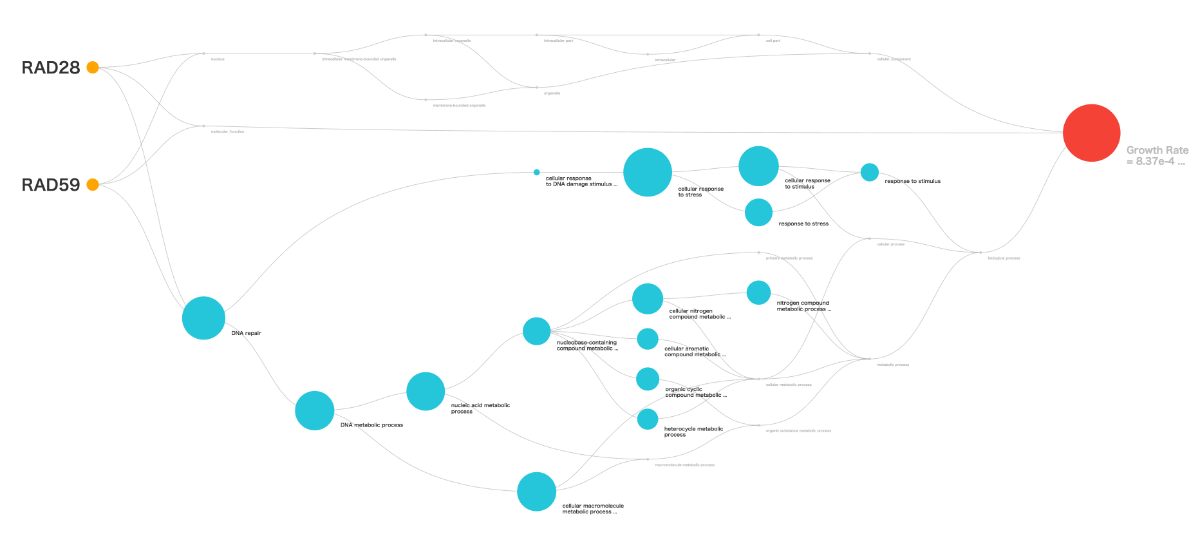 intracellular organelle
intracellular part
cell part
nucleus
intracellular membrane-bounded organelle
intracellular
cellular component
RAD28
organelle
membrane-bounded organelle
molecular function
Growth Rate
= 8.37e-4 ...
RAD59
cellular response
to DNA damage stimulus ...
cellular response
to stress
cellular response
to stimulus
response to stimulus
response to stress
cellular process
primary metabolic process
biological process
nitrogen compound
metabolic process ...
cellular nitrogen
compound metabolic ...
DNA repair
nucleobase-containing
compound metabolic ...
cellular aromatic
compound metabolic ...
metabolic process
cellular metabolic process
organic cyclic
compound metabolic ...
nucleic acid metabolic
process
DNA metabolic process
heterocycle metabolic
process
organic substance metabolic process
macromolecule metabolic process
cellular macromolecule
metabolic process ...